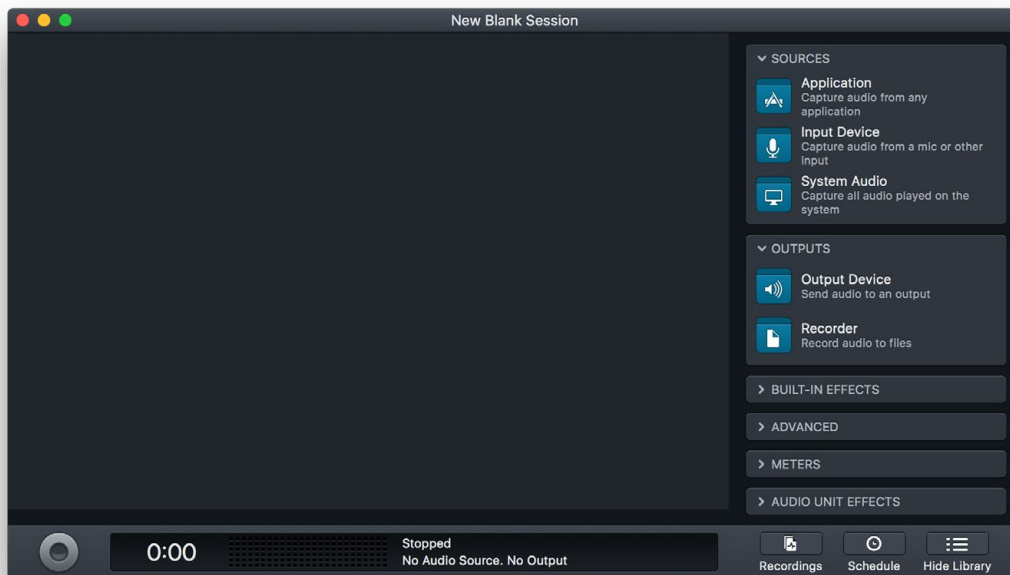 New Blank Session
SOURCES
Application
Capture audio from any
application
Input Device
Capture audio from a mic or other
input
System Audio
Capture all audio played on the
system
OUTPUTS
Output Device
Send audio to an output
Recorder
Record audio to files
BUILT-IN EFFECTS
ADVANCED
METERS
AUDIO UNIT EFFECTS
0:00
Stopped
No Audio Source. No Output
Recordings
Schedule
Hide Library